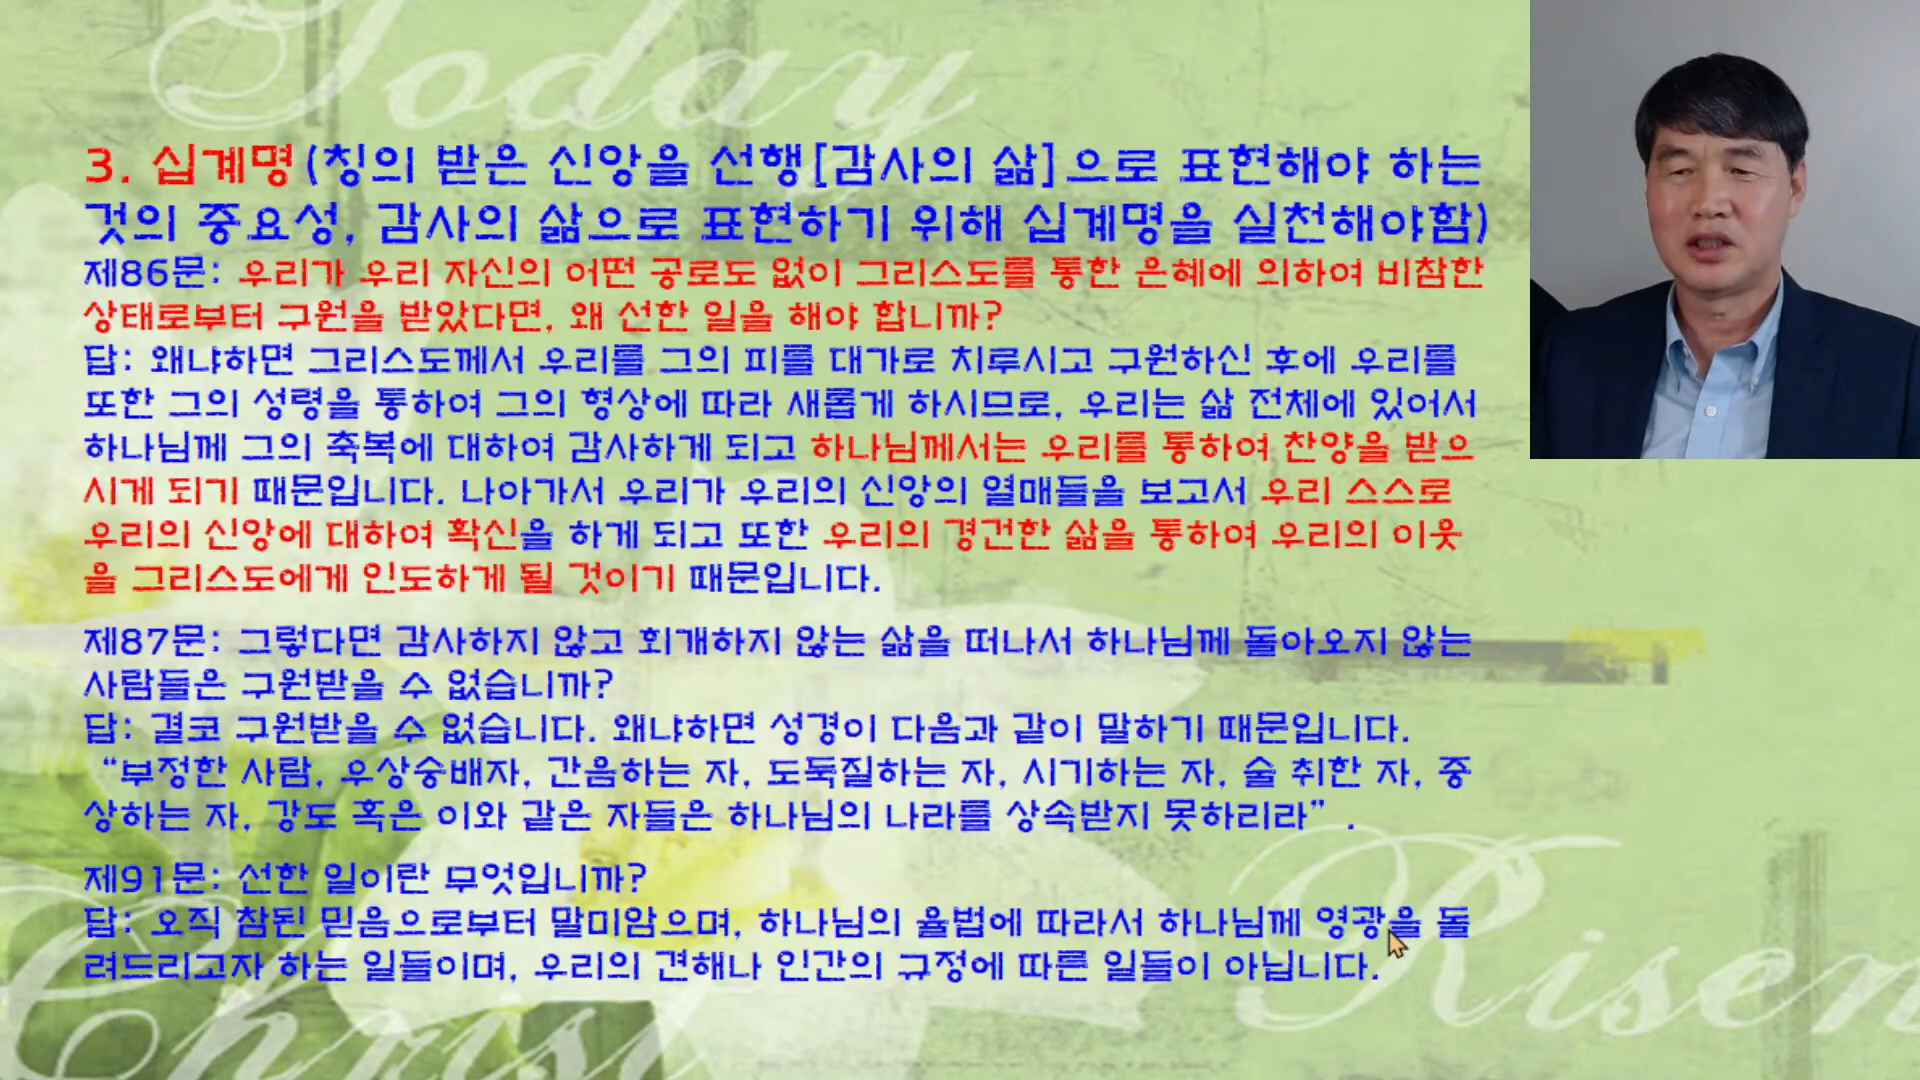 Today
3. 십계명(칭의 받은 신앙을 선행[감사의 삶]으로 표현해야 하는
것의 중요성, 감사의 삶으로 표현하기 위해 십계명을 실천해야함)
제86문: 우리가 우리 자신의 어떤 공로도 없이 그리스도를 통한 은혜에 의하여 비참한
상태로부터 구원을 받았다면, 왜 선한 일을 해야 합니까?
답: 왜냐하면 그리스도께서 우리를 그의 피를 대가로 치루시고 구원하신 후에 우리를
또한 그의 성령을 통하여 그의 형상에 따라 새롭게 하시므로, 우리는 삶 전체에 있어서
하나님께 그의 축복에 대하여 감사하게 되고 하나님께서는 우리를 통하여 찬양을 받으
시게 되기 때문입니다. 나아가서 우리가 우리의 신앙의 열매들을 보고서 우리 스스로
우리의 신앙에 대하여 확신을 하게 되고 또한 우리의 경건한 삶을 통하여 우리의 이웃
을 그리스도에게 인도하게 될 것이기 때문입니다.
제87문: 그렇다면 감사하지 않고 회개하지 않는 삶을 떠나서 하나님께 돌아오지 않는
사람들은 구원받을 수 없습니까?
답: 결코 구원받을 수 없습니다. 왜냐하면 성경이 다음과 같이 말하기 때문입니다.
“부정한 사람, 우상숭배자, 간음하는 자, 도둑질하는 자, 시기하는 자, 술 취한 자, 중
상하는 자, 강도 혹은 이와 같은 자들은 하나님의 나라를 상속받지 못하리라” .
제91문: 선한 일이란 무엇입니까?
답: 오직 참된 믿음으로부터 말미암으며, 하나님의 율법에 따라서 하나님께 영광을 돌
려드리고자 하는 일들이며, 우리의 견해나 인간의 규정에 따른 일들이 아닙니다.
Christ
Risen